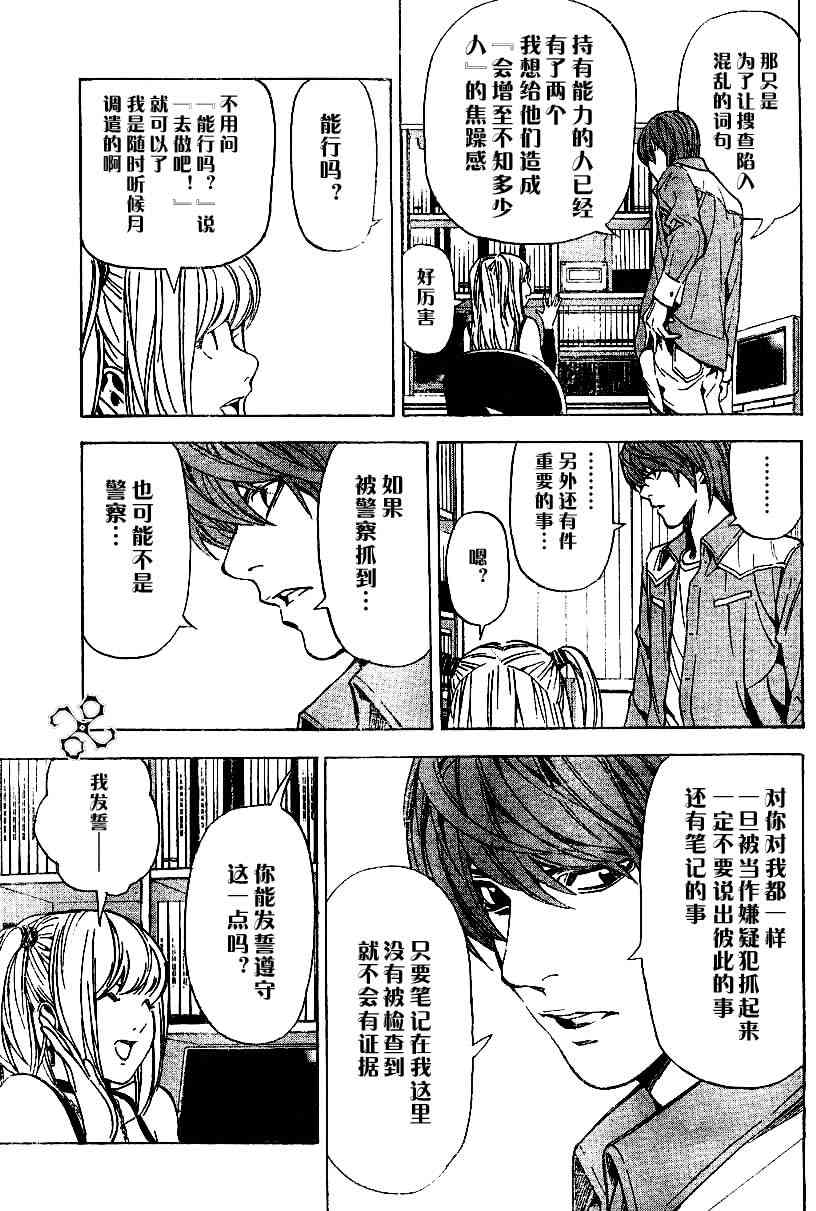 那只是
为了让搜查陷入
混乱的词句
持有能力的人已经
有了两个
我想给他们造成
『会增至不知多少
人』的焦躁感
好厉害
能行吗？
不用问
『能行吗？』说
『去做吧！』
就可以了
我是随时听候月
调遣的啊
………
………
另外还有件
重要的事…
嗯？
如果
被警察抓到…
也可能不是
警察…
对你对我都一样
一旦被当作嫌疑犯抓起来
一定不要说出彼此的事
还有笔记的事
只要笔记在我这里
没有被检查到
就不会有证据
你能发誓遵守
这一点吗？
我发誓——